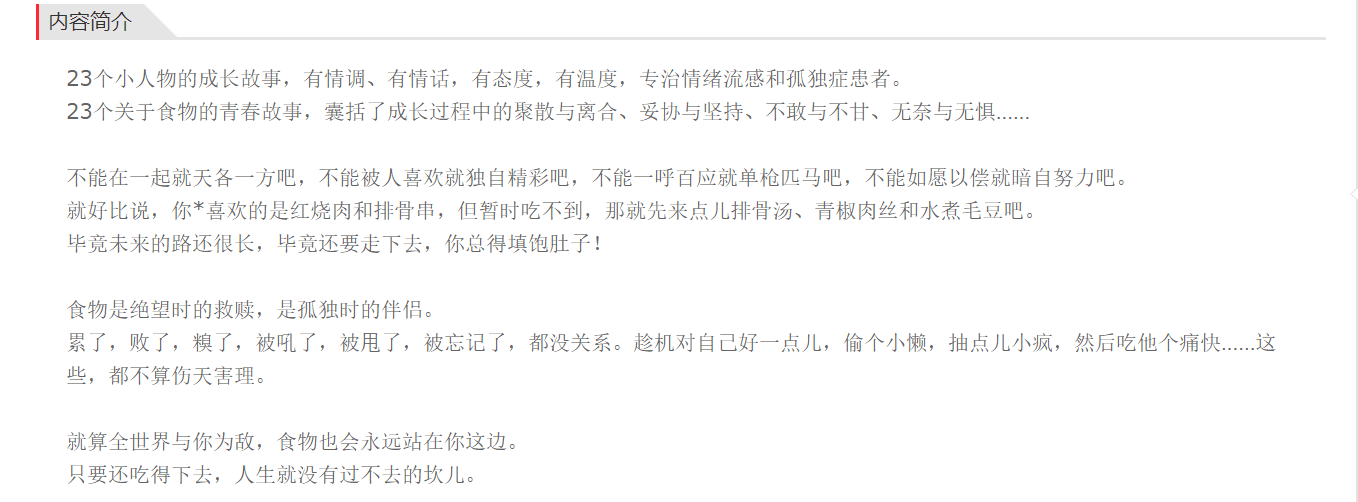 内容简介
23个小人物的成长故事，有情调、有情话，有态度，有温度，专治情绪流感和孤独症患者。
23个关于食物的青春故事，囊括了成长过程中的聚散与离合、妥协与坚持、不敢与不甘、无奈与无惧……
不能在一起就天各一方吧，不能被人喜欢就独自精彩吧，不能一呼百应就单枪匹马吧，不能如愿以偿就暗自努力吧。
就好比说，你*喜欢的是红烧肉和排骨串，但暂时吃不到，那就先来点儿排骨汤、青椒肉丝和水煮毛豆吧。
毕竟未来的路还很长，毕竟还要走下去，你总得填饱肚子！
食物是绝望时的救赎，是孤独时的伴侣。
累了，败了，糗了，被吼了，被甩了，被忘记了，都没关系。趁机对自己好一点儿，偷个小懒，抽点儿小疯，然后吃他个痛快……这
些，都不算伤天害理。
就算全世界与你为敌，食物也会永远站在你这边。
只要还吃得下去，人生就没有过不去的坎儿。